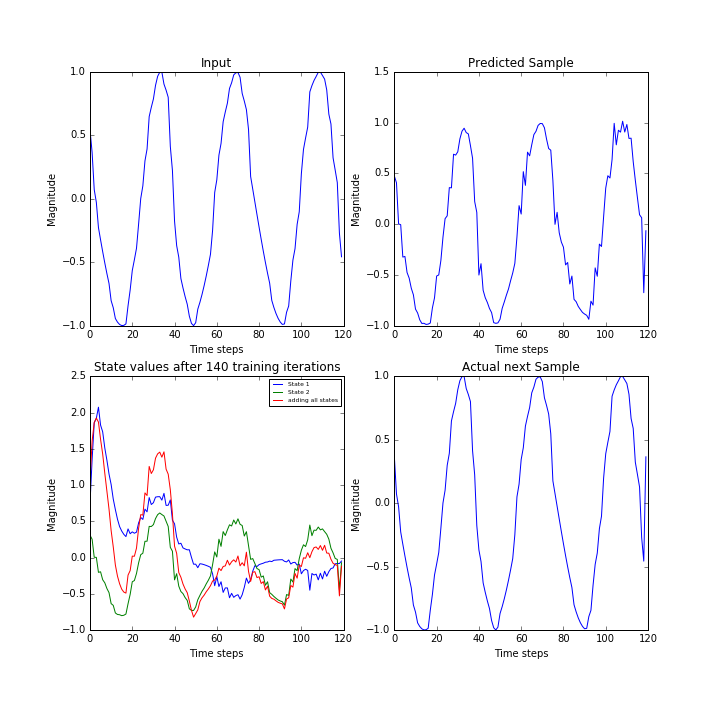 Input
Predicted Sample
1.0
0.5
0.0
−0.5
−1.0
Magnitude
0 20 40 60 80 100 120
Time steps
1.5
1.0
0.5
0.0
−0.5
−1.0
Magnitude
0 20 40 60 80 100 120
Time steps
State values after 140 training iterations
Actual next Sample
2.5
2.0
1.5
1.0
0.5
0.0
−0.5
−1.0
Magnitude
State 1
State 2
adding all states
0 20 40 60 80 100 120
Time steps
1.0
0.5
0.0
−0.5
−1.0
Magnitude
0 20 40 60 80 100 120
Time steps